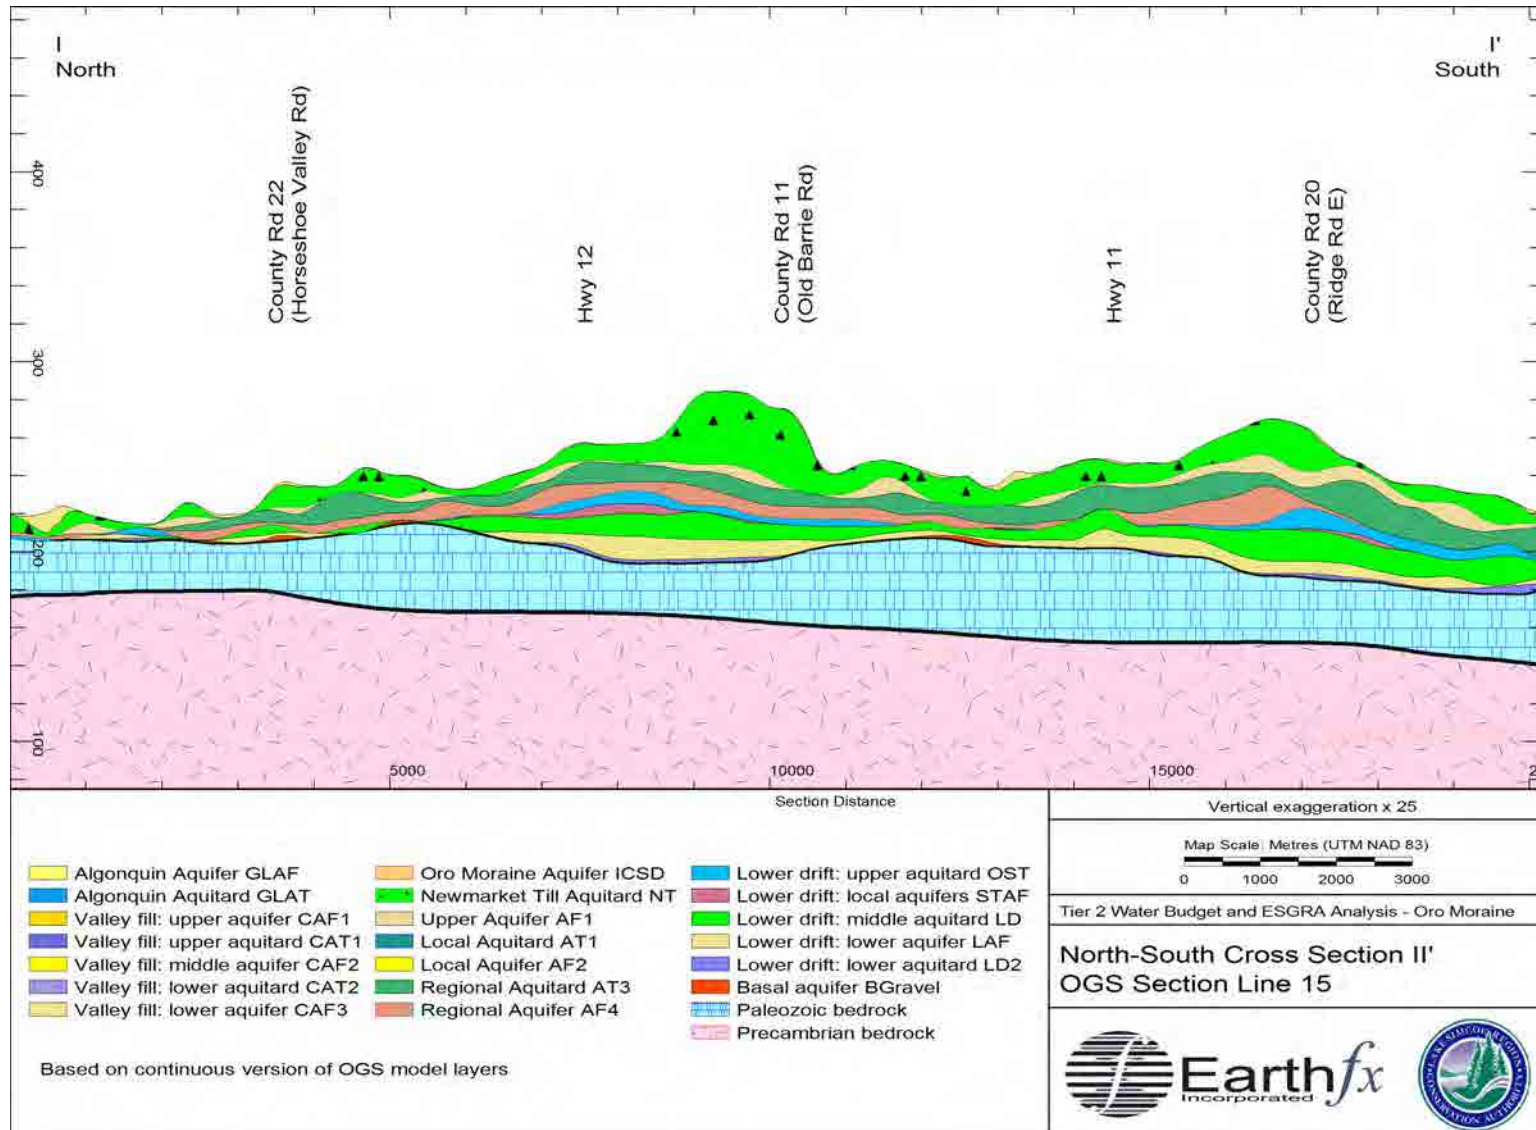 I
North
I'
South
County Rd 22
(Horseshoe Valley Rd)
Hwy 12
County Rd 11
(Old Barrie Rd)
Hwy 11
County Rd 20
(Ridge Rd E)
400
300
200
100
5000
10000
15000
2
Section Distance
Algonquin Aquifer GLAF
Algonquin Aquitard GLAT
Valley fill: upper aquifer CAF1
Valley fill: upper aquitard CAT1
Valley fill: middle aquifer CAF2
Valley fill: lower aquitard CAT2
Valley fill: lower aquifer CAF3
Oro Moraine Aquifer ICSD
Newmarket Till Aquitard NT
Upper Aquifer AF1
Local Aquitard AT1
Local Aquifer AF2
Regional Aquitard AT3
Regional Aquifer AF4
Lower drift: upper aquitard OST
Lower drift: local aquifers STAF
Lower drift: middle aquitard LD
Lower drift: lower aquifer LAF
Lower drift: lower aquitard LD2
Basal aquifer BGravel
Paleozoic bedrock
Precambrian bedrock
Based on continuous version of OGS model layers
Vertical exaggeration x 25
Map Scale: Metres (UTM NAD 83)
0 1000 2000 3000
Tier 2 Water Budget and ESGRA Analysis - Oro Moraine
North-South Cross Section II'
OGS Section Line 15
Earthfx
Incorporated
LAKE SIMCOE REGION
CONSERVATION AUTHORITY